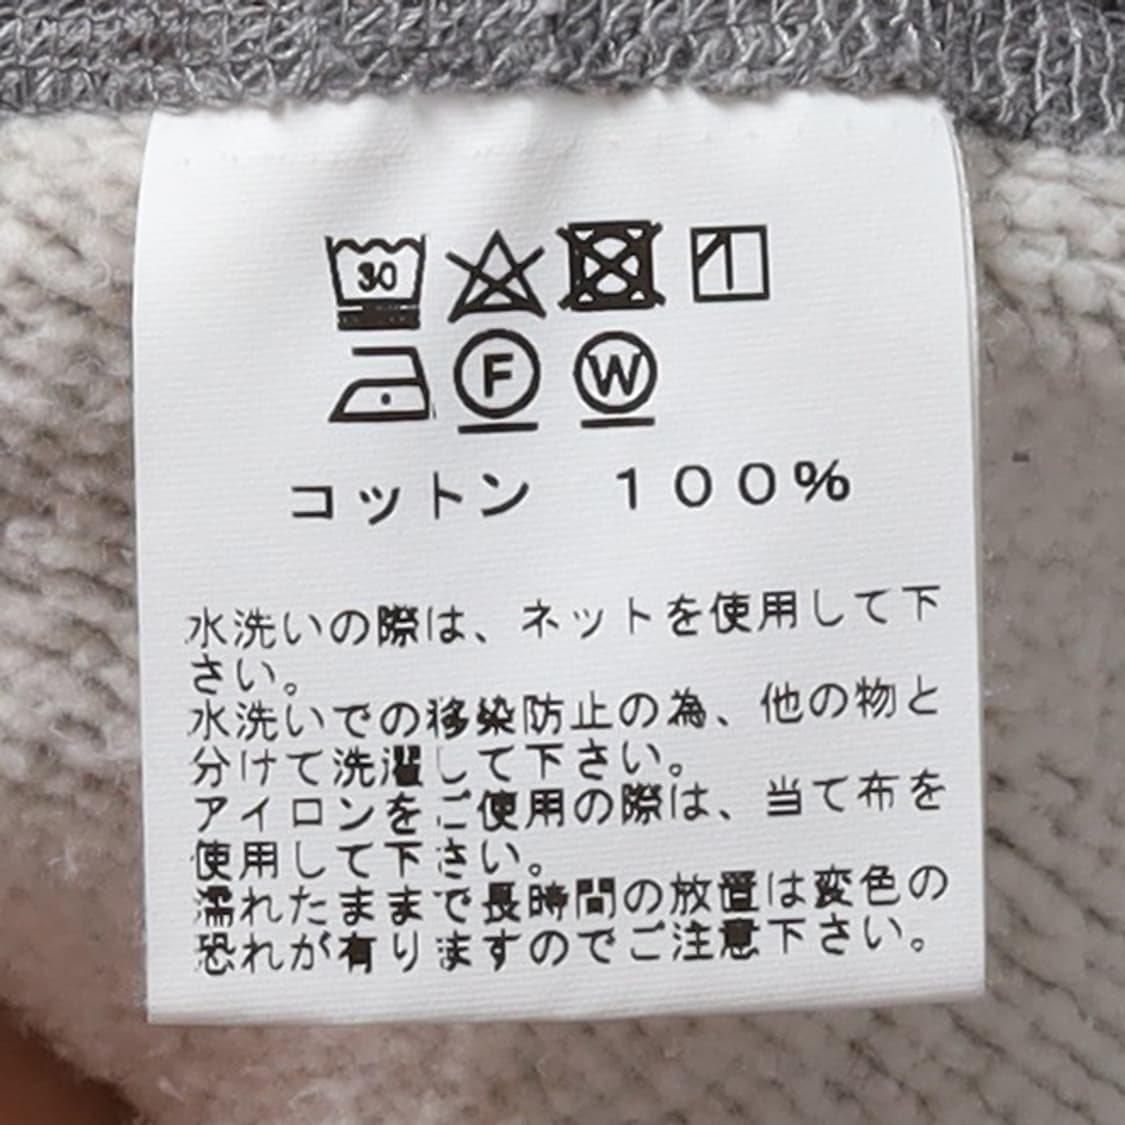 30
F W
コットン 100%
水洗いの際は、ネットを使用して下
さい。
水洗いでの移染防止の為、他の物と
分けて洗濯して下さい。
アイロンをご使用の際は、当て布を
使用して下さい。
濡れたままで長時間の放置は変色の
恐れが有りますのでご注意下さい。